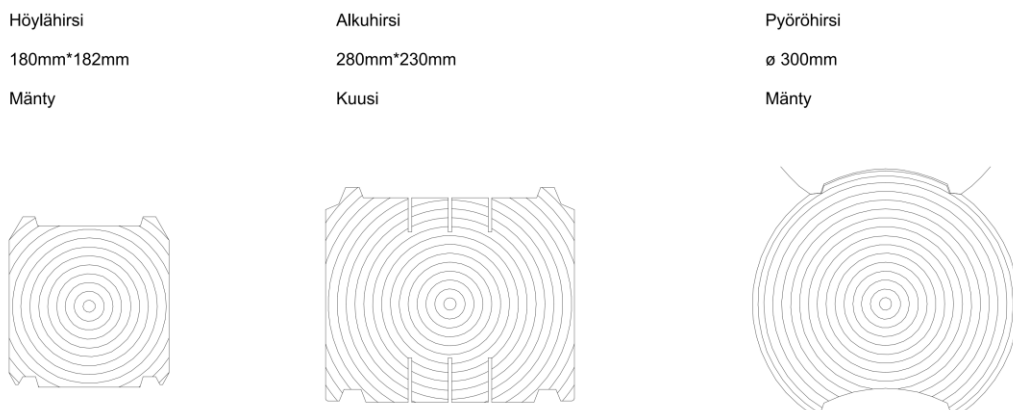 Höylähirsi
180mm*182mm
Mänty
Alkuhirsi
280mm*230mm
Kuusi
Pyöröhirsi
ø 300mm
Mänty